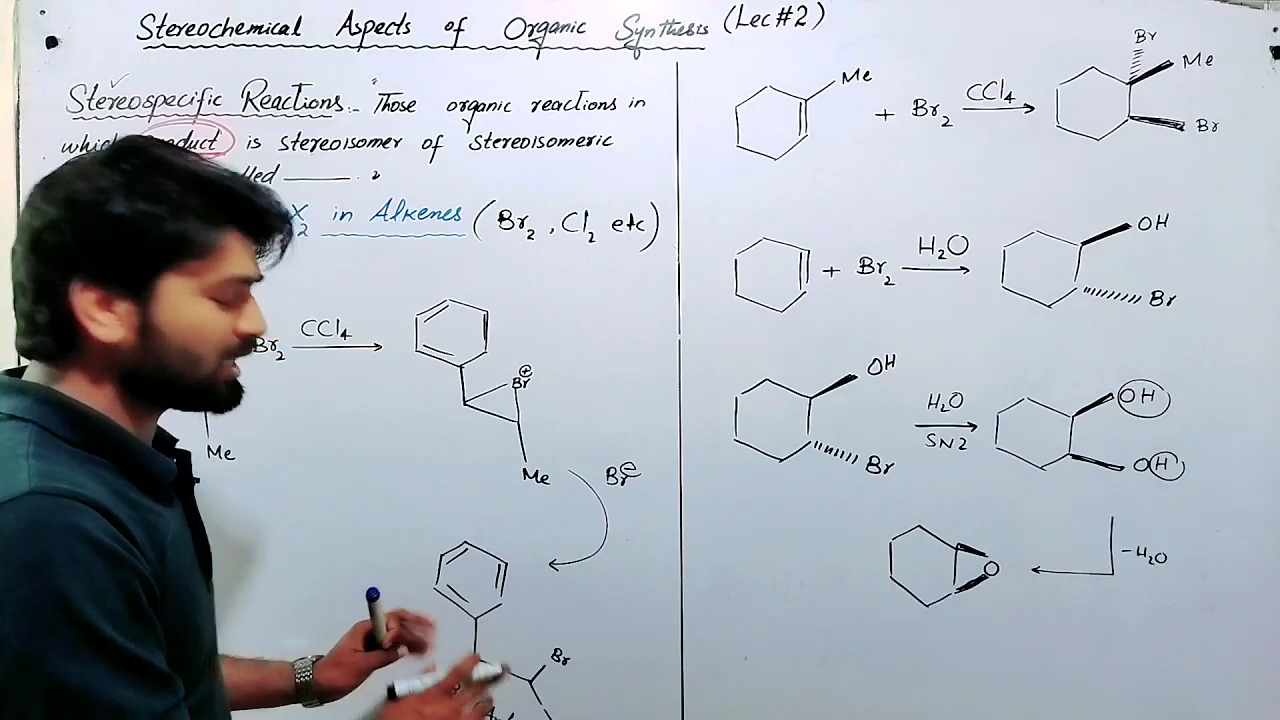 Stereochemical Aspects of Organic Synthesis (Lec#2)
Stereospecific Reactions:- "Those organic reactions in
is stereoisomer of stereoisomeric
X2 in Alkenes (Br2, Cl2 etc)
Br2 CCl4
Br⊕
Me
Me
Br⊖
Br
Me
+ Br2 CCl4
Br
Me
Br
+ Br2 H2O
OH
Br
OH
Br
H2O
SN2
OH
OH
-H2O
O